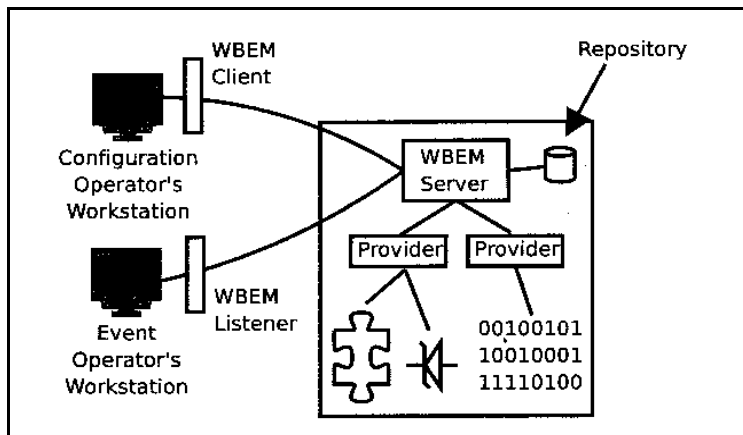 WBEM
Client
Repository
Configuration
Operator's
Workstation
WBEM
Server
Provider
Provider
WBEM
Listener
Event
Operator's
Workstation
00100101
10010001
11110100